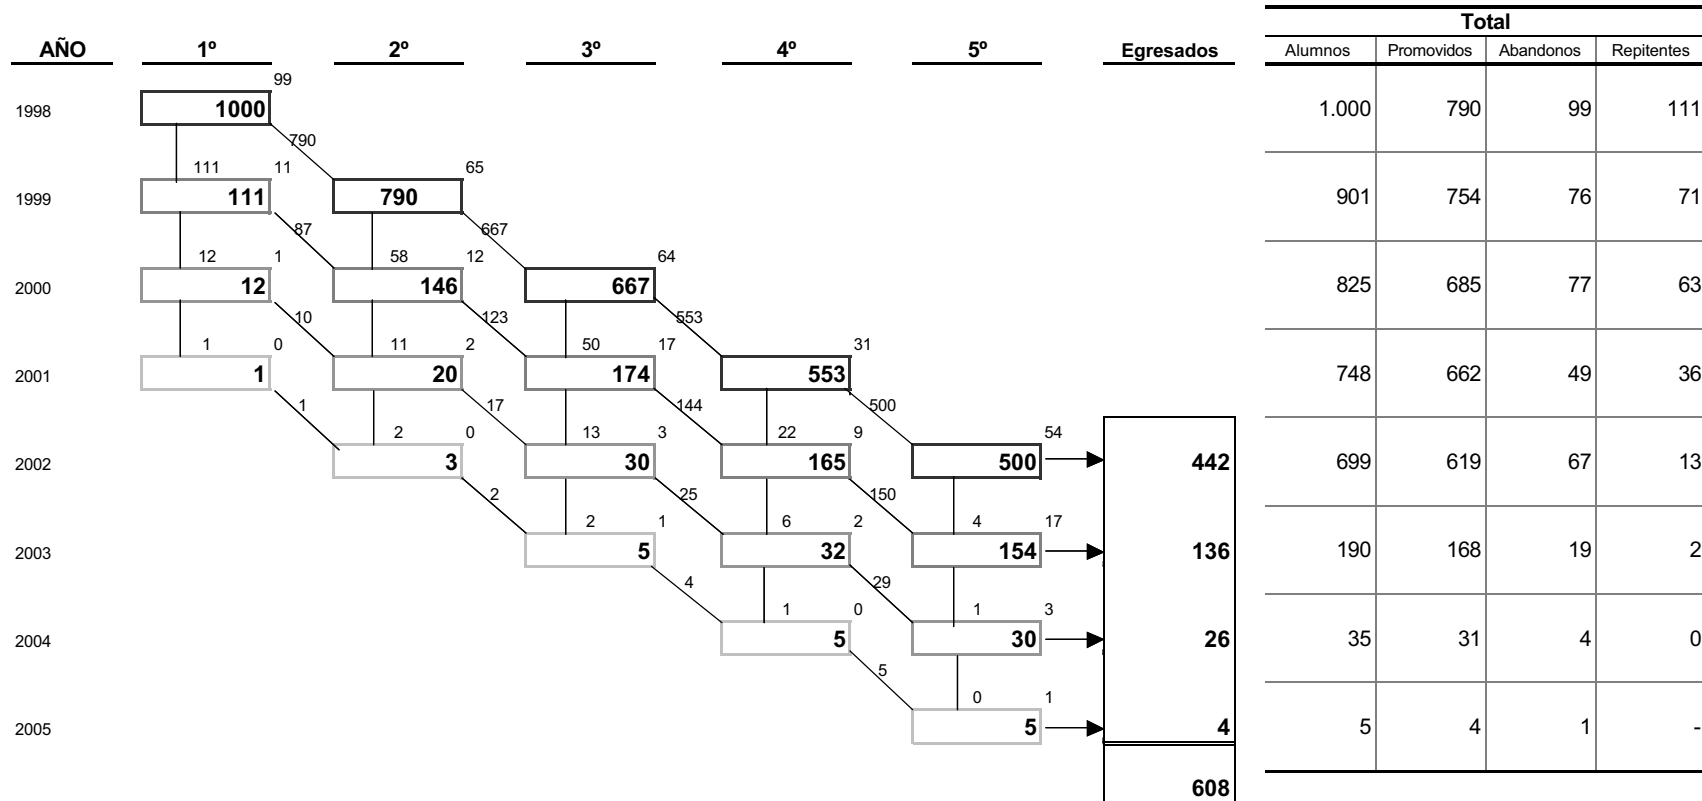 Total
AÑO 1º 2º 3º 4º 5º Egresados Alumnos Promovidos Abandonos Repitentes
99
1998 1000 1.000 790 99 111
790
111 11 65
1999 111 790 901 754 76 71
87 667
12 1 58 12 64
2000 12 146 667 825 685 77 63
10 123 553
1 0 11 2 50 17 31
2001 1 20 174 553 748 662 49 36
1 17 144 500
2 0 13 3 22 9 54
2002 3 30 165 500 442 699 619 67 13
2 25 150
2 1 6 2 4 17
2003 5 32 154 136 190 168 19 2
4 29
1 0 1 3
2004 5 30 26 35 31 4 0
5
0 1
2005 5 4 5 4 1 -
608